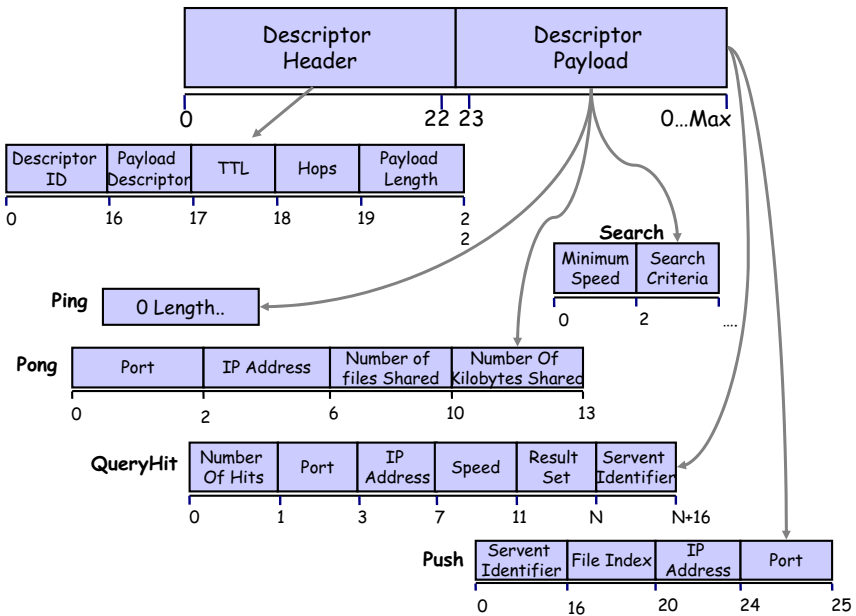 Descriptor
Header
Descriptor
Payload
0
22
23
0...Max
Descriptor
ID
Payload
Descriptor
TTL
Hops
Payload
Length
0
16
17
18
19
2
2
Search
Minimum
Speed
Search
Criteria
0
2
....
Ping
0 Length..
Pong
Port
IP Address
Number of
files Shared
Number Of
Kilobytes Shared
0
2
6
10
13
QueryHit
Number
Of Hits
Port
IP
Address
Speed
Result
Set
Servent
Identifier
0
1
3
7
11
N
N+16
Push
Servent
Identifier
File Index
IP
Address
Port
0
16
20
24
25